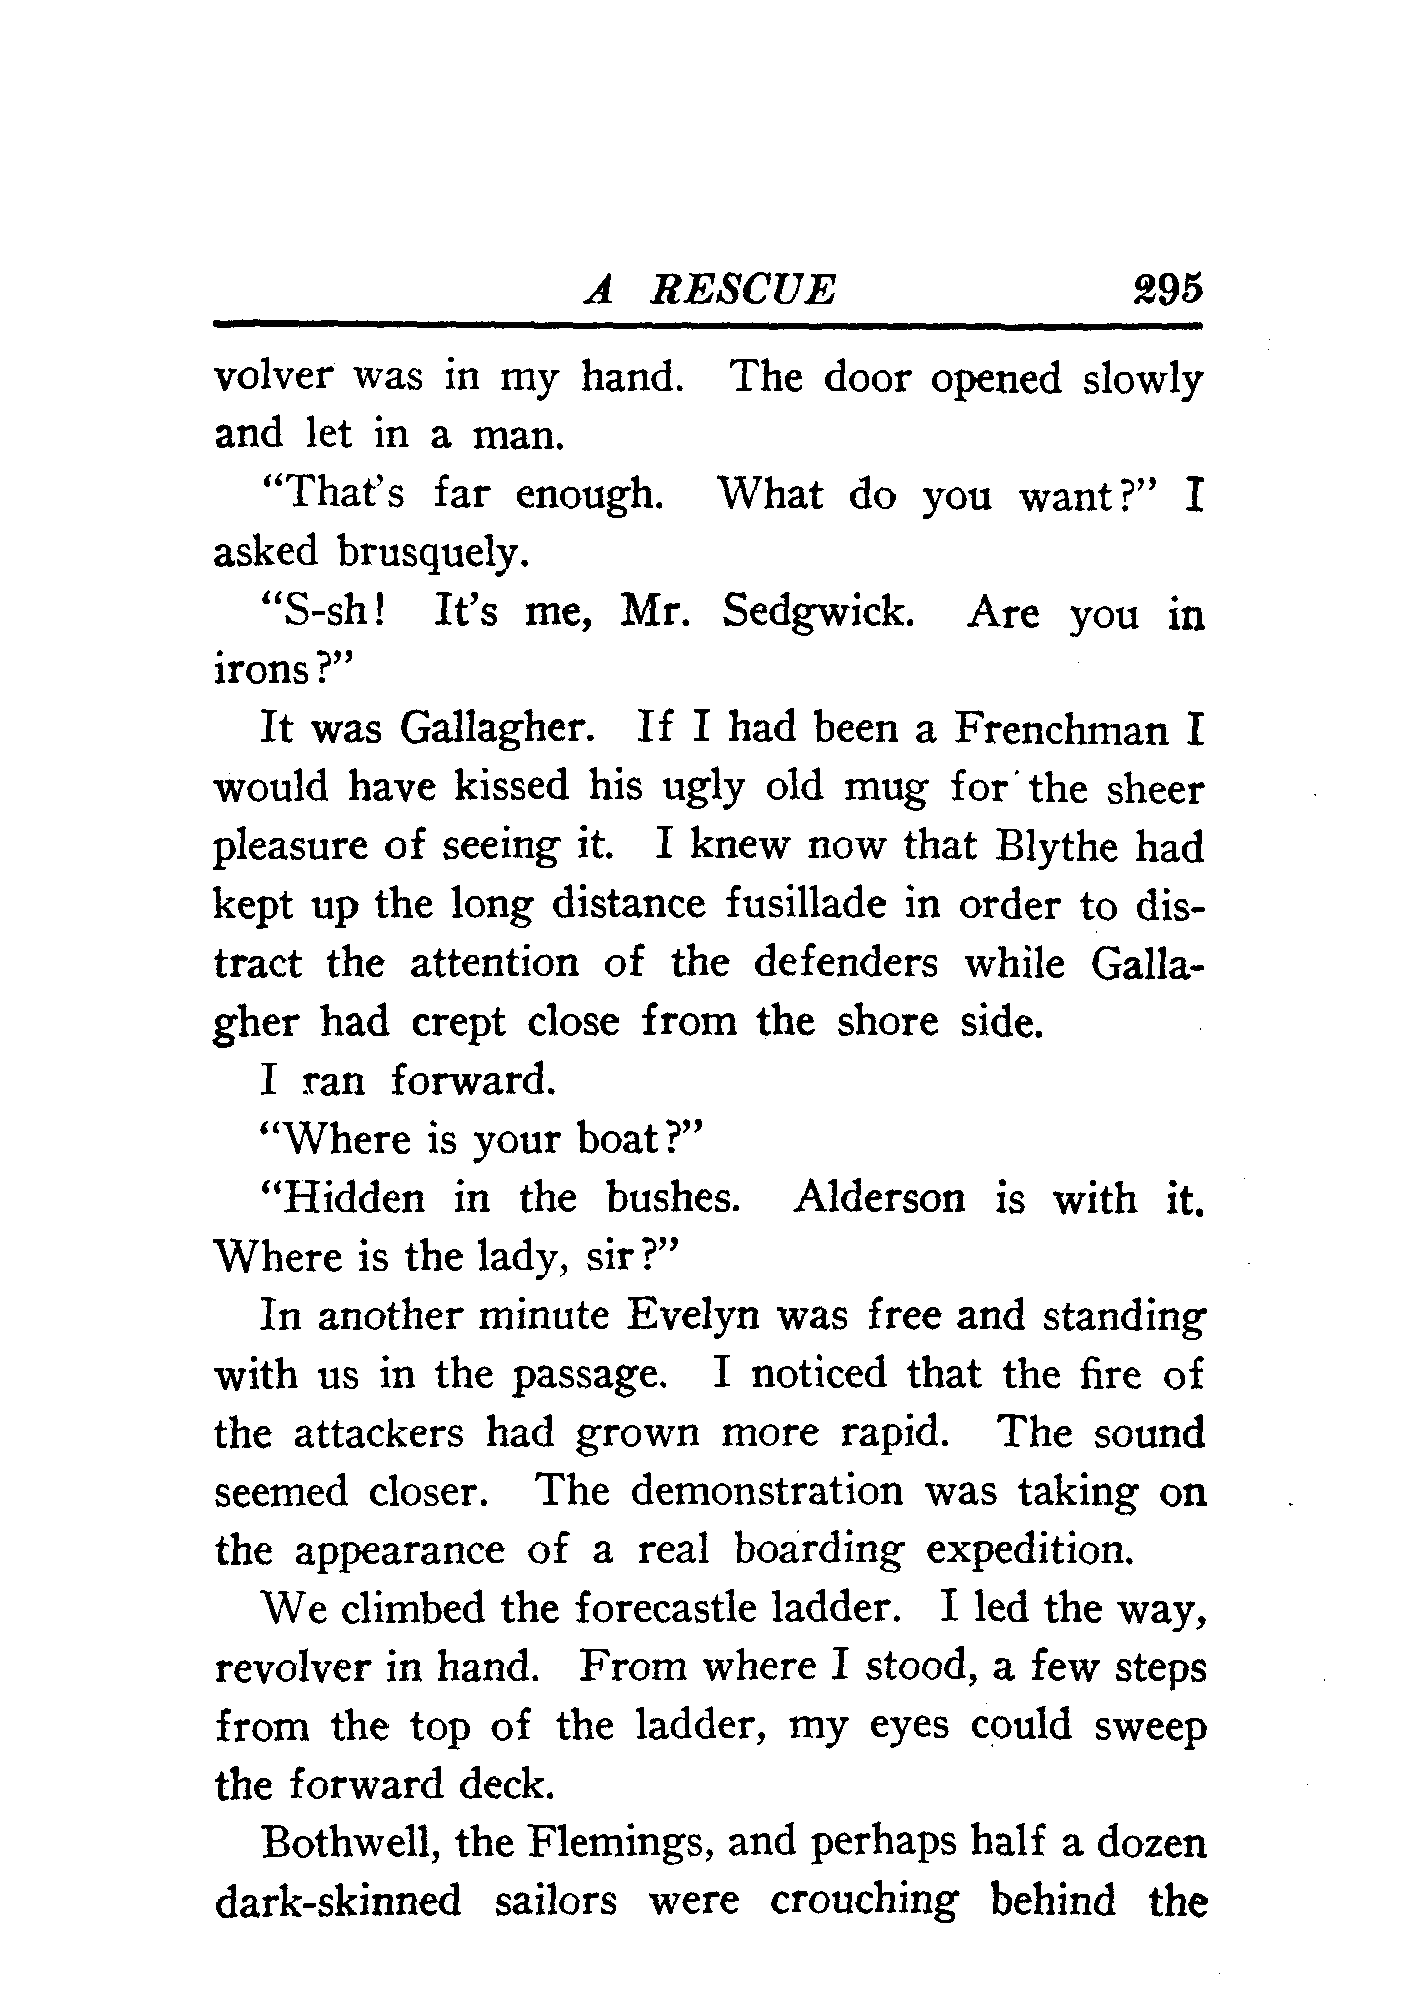 A RESCUE 295
volver was in my hand. The door opened slowly
and let in a man.
"That's far enough. What do you want?" I
asked brusquely.
"S-sh! It's me, Mr. Sedgwick. Are you in
irons?"
It was Gallagher. If I had been a Frenchman I
would have kissed his ugly old mug for the sheer
pleasure of seeing it. I knew now that Blythe had
kept up the long distance fusillade in order to dis-
tract the attention of the defenders while Galla-
gher had crept close from the shore side.
I ran forward.
"Where is your boat?"
"Hidden in the bushes. Alderson is with it.
Where is the lady, sir?"
In another minute Evelyn was free and standing
with us in the passage. I noticed that the fire of
the attackers had grown more rapid. The sound
seemed closer. The demonstration was taking on
the appearance of a real boarding expedition.
We climbed the forecastle ladder. I led the way,
revolver in hand. From where I stood, a few steps
from the top of the ladder, my eyes could sweep
the forward deck.
Bothwell, the Flemings, and perhaps half a dozen
dark-skinned sailors were crouching behind the